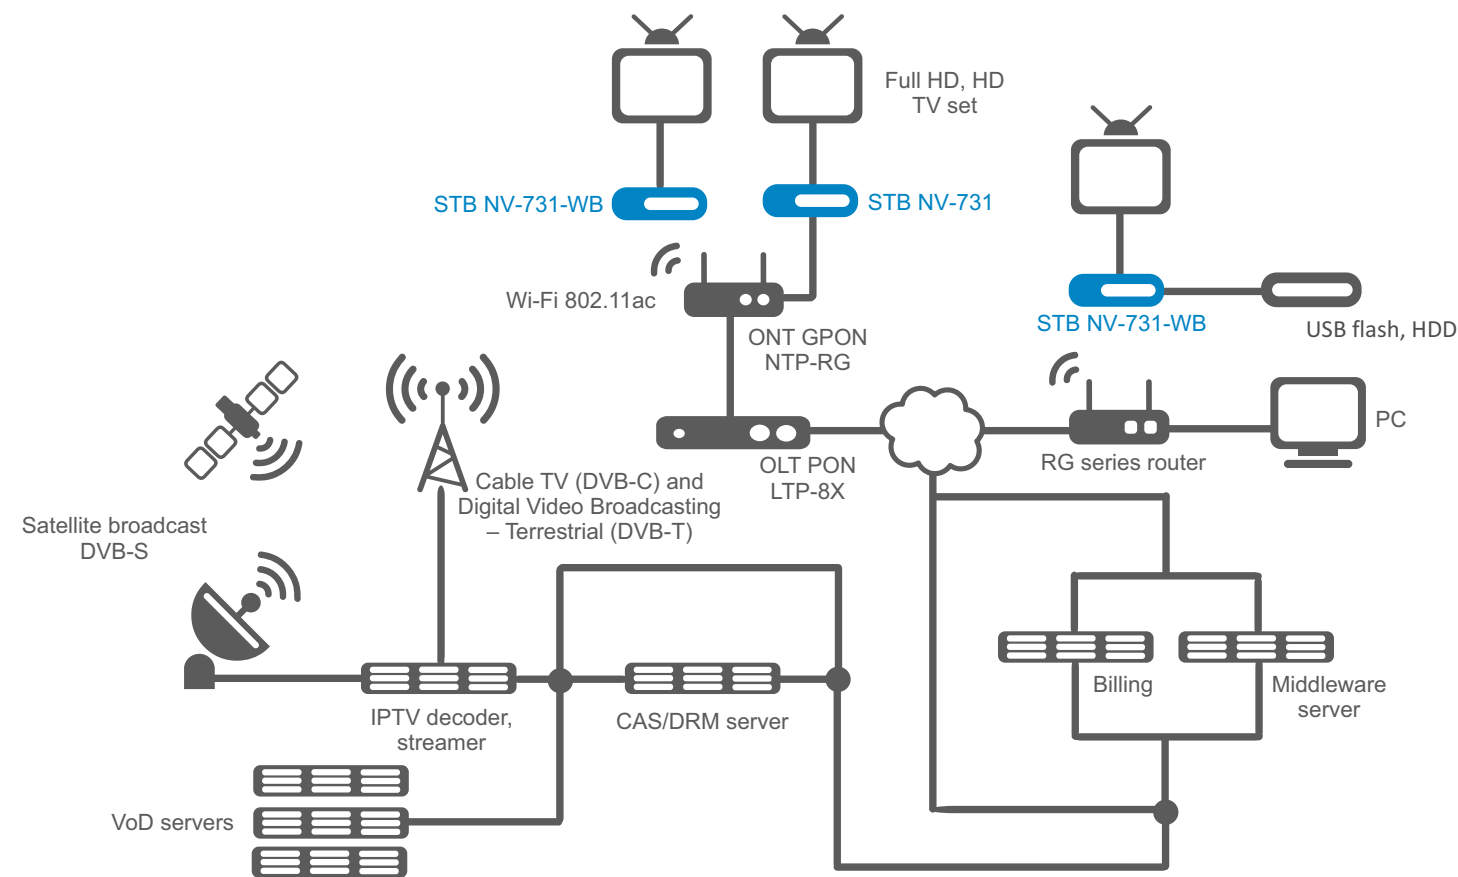 Full HD, HD
TV set
STB NV-731-WB
STB NV-731
Wi-Fi 802.11ac
ONT GPON
NTP-RG
STB NV-731-WB
USB flash, HDD
PC
RG series router
OLT PON
LTP-8X
Cable TV (DVB-C) and
Digital Video Broadcasting
– Terrestrial (DVB-T)
Satellite broadcast
DVB-S
IPTV decoder,
streamer
CAS/DRM server
Billing
Middleware
server
VoD servers